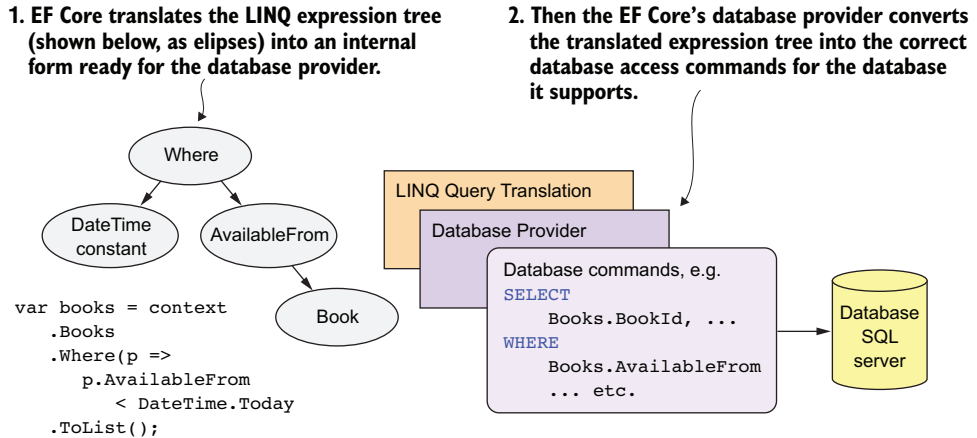 1. EF Core translates the LINQ expression tree
(shown below, as elipses) into an internal
form ready for the database provider.
2. Then the EF Core's database provider converts
the translated expression tree into the correct
database access commands for the database
it supports.
Where
DateTime
constant
AvailableFrom
Book
var books = context
.Books
.Where(p =>
p.AvailableFrom
< DateTime.Today
.ToList();
LINQ Query Translation
Database Provider
Database commands, e.g.
SELECT
Books.BookId, ...
WHERE
Books.AvailableFrom
... etc.
Database
SQL
server